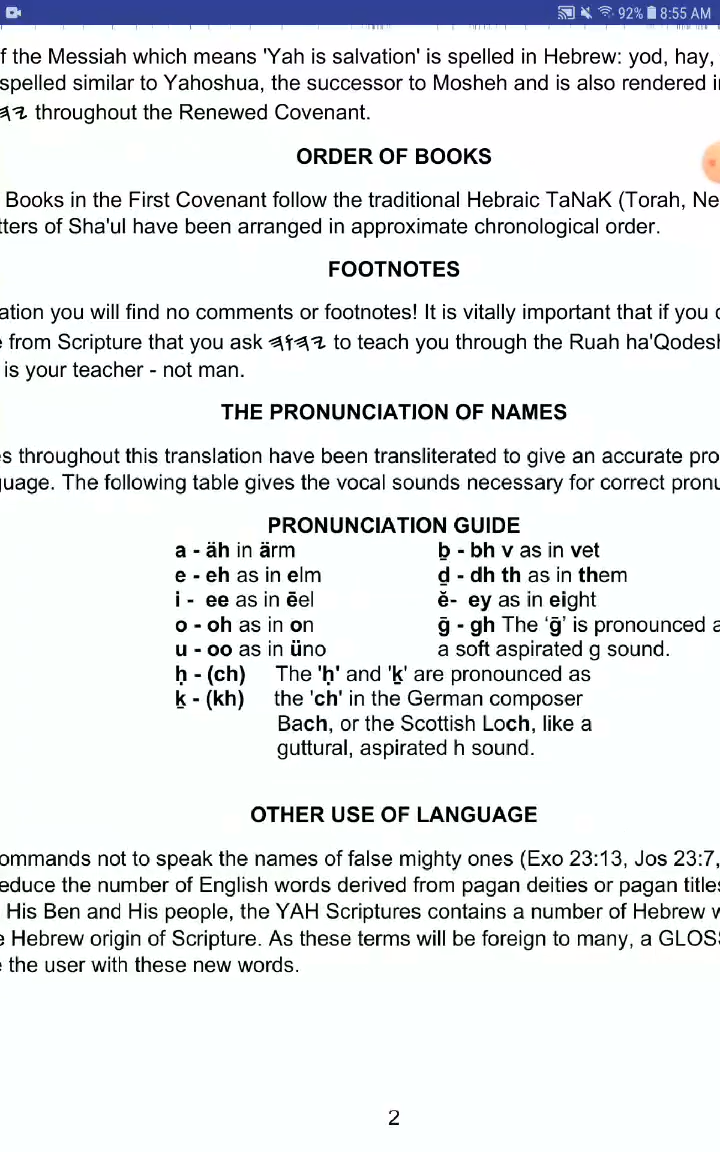 92% 8:55 AM
f the Messiah which means 'Yah is salvation' is spelled in Hebrew: yod, hay,
spelled similar to Yahoshua, the successor to Mosheh and is also rendered i
𐤄𐤉 throughout the Renewed Covenant.
ORDER OF BOOKS
Books in the First Covenant follow the traditional Hebraic TaNaK (Torah, Ne
tters of Sha'ul have been arranged in approximate chronological order.
FOOTNOTES
ation you will find no comments or footnotes! It is vitally important that if you
e from Scripture that you ask 𐤉𐤄𐤅𐤄 to teach you through the Ruah ha'Qodesh
is your teacher - not man.
THE PRONUNCIATION OF NAMES
es throughout this translation have been transliterated to give an accurate pro
guage. The following table gives the vocal sounds necessary for correct pronu
PRONUNCIATION GUIDE
a - äh in ärm ḇ - bh v as in vet
e - eh as in elm ḏ - dh th as in them
i - ee as in ēel ĕ- ey as in eight
o - oh as in on ḡ - gh The 'ḡ' is pronounced a
u - oo as in üno a soft aspirated g sound.
ḥ - (ch) The 'ḥ' and 'ḵ' are pronounced as
ḵ - (kh) the 'ch' in the German composer
Bach, or the Scottish Loch, like a
guttural, aspirated h sound.
OTHER USE OF LANGUAGE
ommands not to speak the names of false mighty ones (Exo 23:13, Jos 23:7,
educe the number of English words derived from pagan deities or pagan titles
His Ben and His people, the YAH Scriptures contains a number of Hebrew w
e Hebrew origin of Scripture. As these terms will be foreign to many, a GLOSS
e the user with these new words.
2